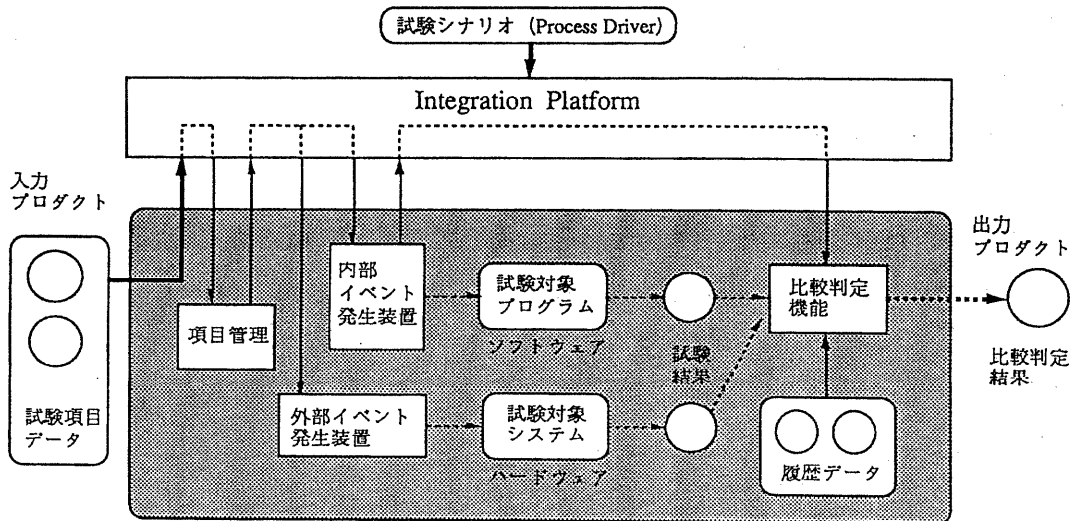 試験シナリオ (Process Driver)
Integration Platform
入力
プロダクト
試験項目
データ
項目管理
内部
イベント
発生装置
外部イベント
発生装置
試験対象
プログラム
ソフトウェア
試験対象
システム
ハードウェア
試験
結果
比較判定
機能
履歴データ
出力
プロダクト
比較判定
結果